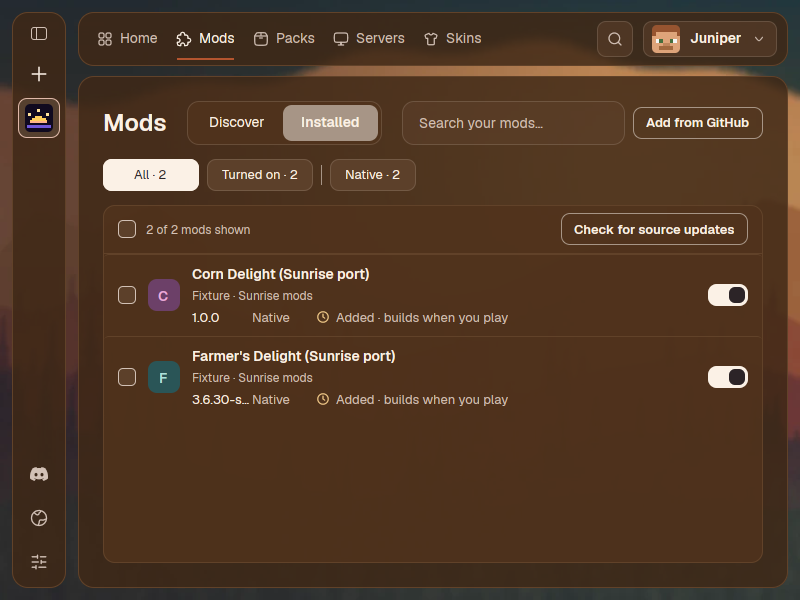 Home Mods Packs Servers Skins Juniper
Mods Discover Installed Search your mods... Add from GitHub
All · 2 Turned on · 2 Native · 2
2 of 2 mods shown Check for source updates
C
Corn Delight (Sunrise port)
Fixture · Sunrise mods
1.0.0 Native Added · builds when you play
F
Farmer's Delight (Sunrise port)
Fixture · Sunrise mods
3.6.30-s... Native Added · builds when you play